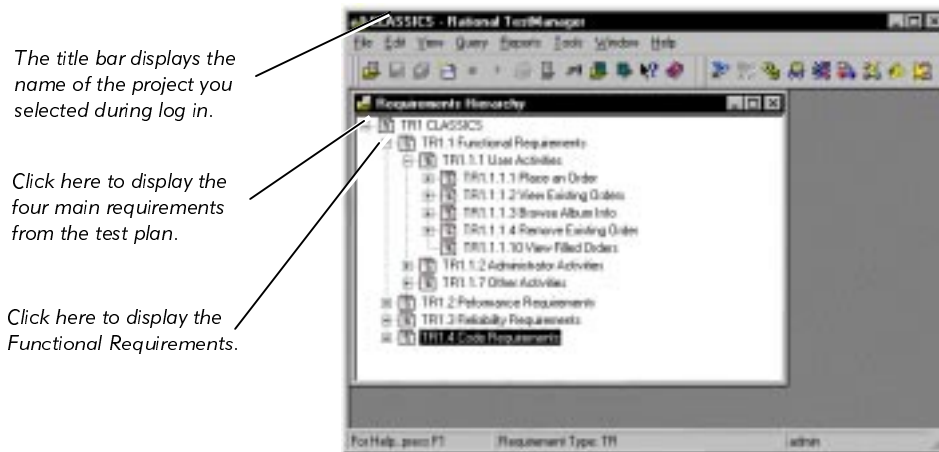 CLASSICS - Rational TestManager
File Edit View Query Reports Tools Window Help
The title bar displays the
name of the project you
selected during log in.
Click here to display the
four main requirements
from the test plan.
Click here to display the
Functional Requirements.
Requirements Hierarchy
TR1 CLASSICS
TR1.1 Functional Requirements
TR1.1.1 User Activities
TR1.1.1.1 Place an Order
TR1.1.1.2 View Existing Orders
TR1.1.1.3 Browse Album Info
TR1.1.1.4 Remove Existing Order
TR1.1.1.10 View Filled Orders
TR1.1.2 Administrator Activities
TR1.1.7 Other Activities
TR1.2 Peformance Requirements
TR1.3 Reliability Requirements
TR1.4 Code Requirements
For Help, press F1
Requirement Type: TR
admin